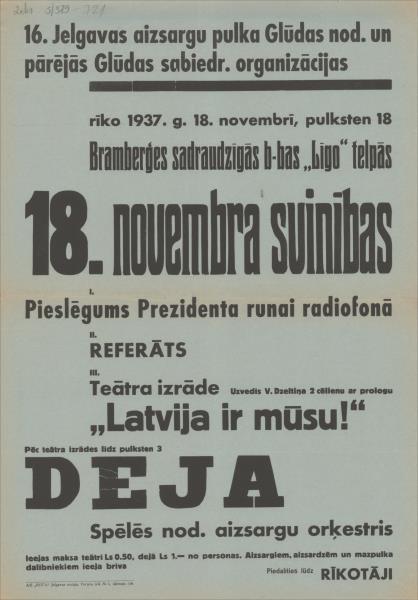 16. Jelgavas aizsargu pulka Glūdas nod. un
pārējās Glūdas sabiedr. organizācijas
rīko 1937. g. 18. novembrī, pulksten 18
Bramberģes sadraudzīgās b-bas „Līgo" telpās
18. novembra svinības
I.
Pieslēgums Prezidenta runai radiofonā
II.
REFERĀTS
III.
Teātra izrāde Uzvedīs V. Dzeltiņa 2 cēlienu ar prologu
„Latvija ir mūsu!"
Pēc teātra izrādes līdz pulksten 3
DEJA
Spēlēs nod. aizsargu orķestris
Ieejas maksa teātrī Ls 0.50, dejā Ls 1.— no personas. Aizsargiem, aizsardzēm un mazpulka
dalībniekiem ieeja brīva
Piedalīties lūdz RĪKOTĀJI